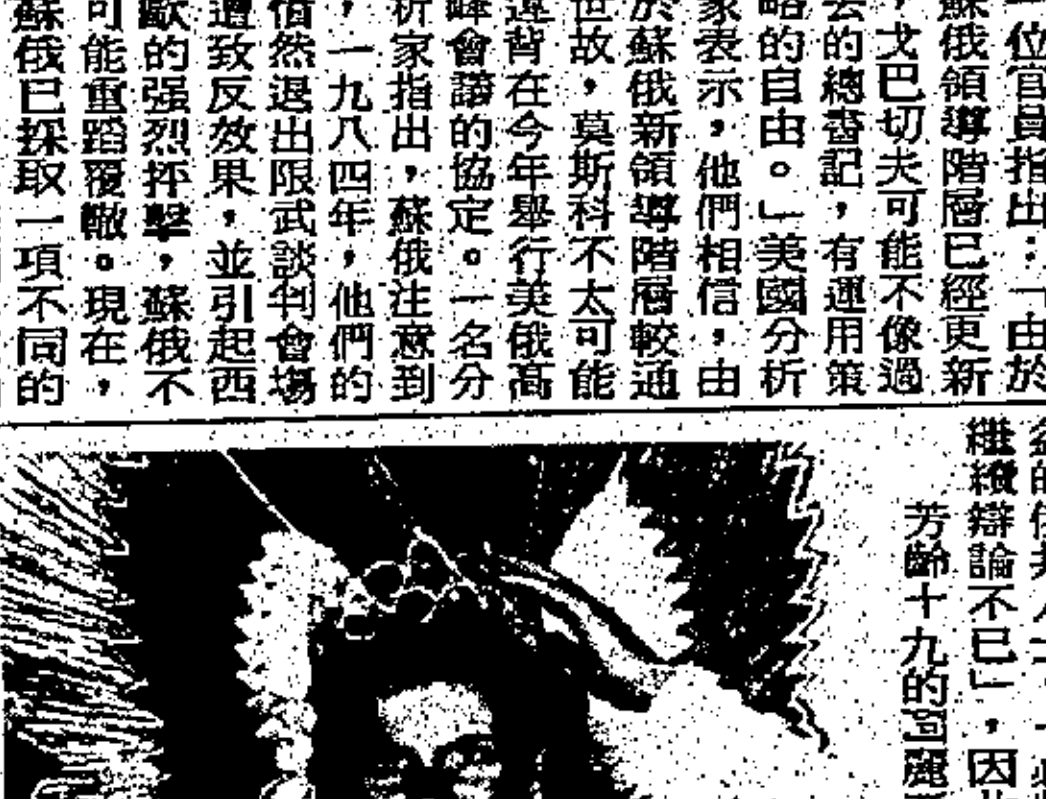 一位官員指出：「由於
蘇俄領導階層已經更新
，戈巴切夫可能不像過
去的總書記，有運用策
略的自由。」美國分析
家表示，他們相信，由
於蘇俄新領導階層較通
世故，莫斯科不太可能
違背在今年舉行美俄高
峰會議的協定。一名分
析家指出，蘇俄注意到
，一九八四年，他們的
然退出限武談判會場
遭致反效果，並引起西
歐的强烈抨擊，蘇俄不
可能重蹈覆轍。現在，
蘇俄已採取一項不同的
繼續辯論不已」，因
芳齡十九的